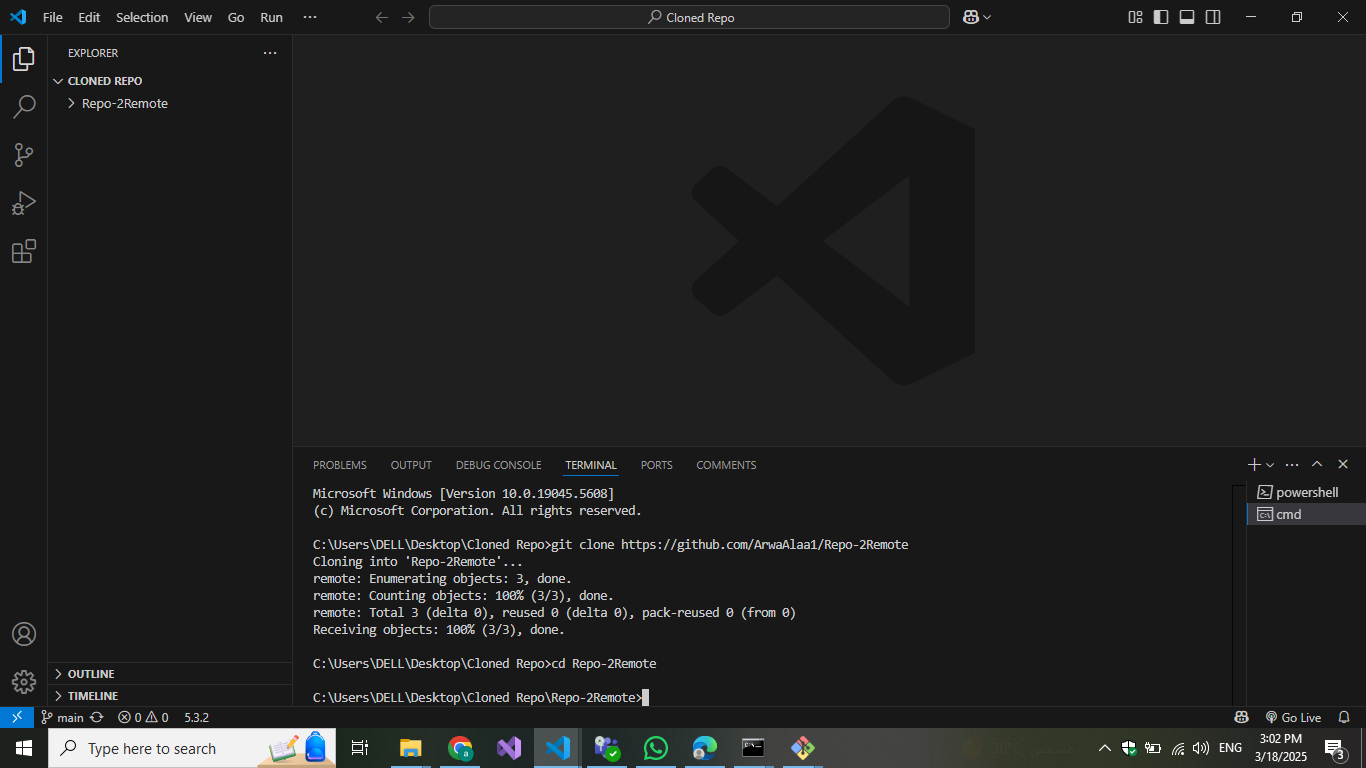 File Edit Selection View Go Run ···
Cloned Repo
EXPLORER
CLONED REPO
Repo-2Remote
OUTLINE
TIMELINE
PROBLEMS OUTPUT DEBUG CONSOLE TERMINAL PORTS COMMENTS
powershell
cmd
Microsoft Windows [Version 10.0.19045.5608]
(c) Microsoft Corporation. All rights reserved.
C:\Users\DELL\Desktop\Cloned Repo>git clone https://github.com/ArwaAlaa1/Repo-2Remote
Cloning into 'Repo-2Remote'...
remote: Enumerating objects: 3, done.
remote: Counting objects: 100% (3/3), done.
remote: Total 3 (delta 0), reused 0 (delta 0), pack-reused 0 (from 0)
Receiving objects: 100% (3/3), done.
C:\Users\DELL\Desktop\Cloned Repo>cd Repo-2Remote
C:\Users\DELL\Desktop\Cloned Repo\Repo-2Remote>
main 0 0 5.3.2 Go Live
Type here to search
ENG
3:02 PM
3/18/2025
3